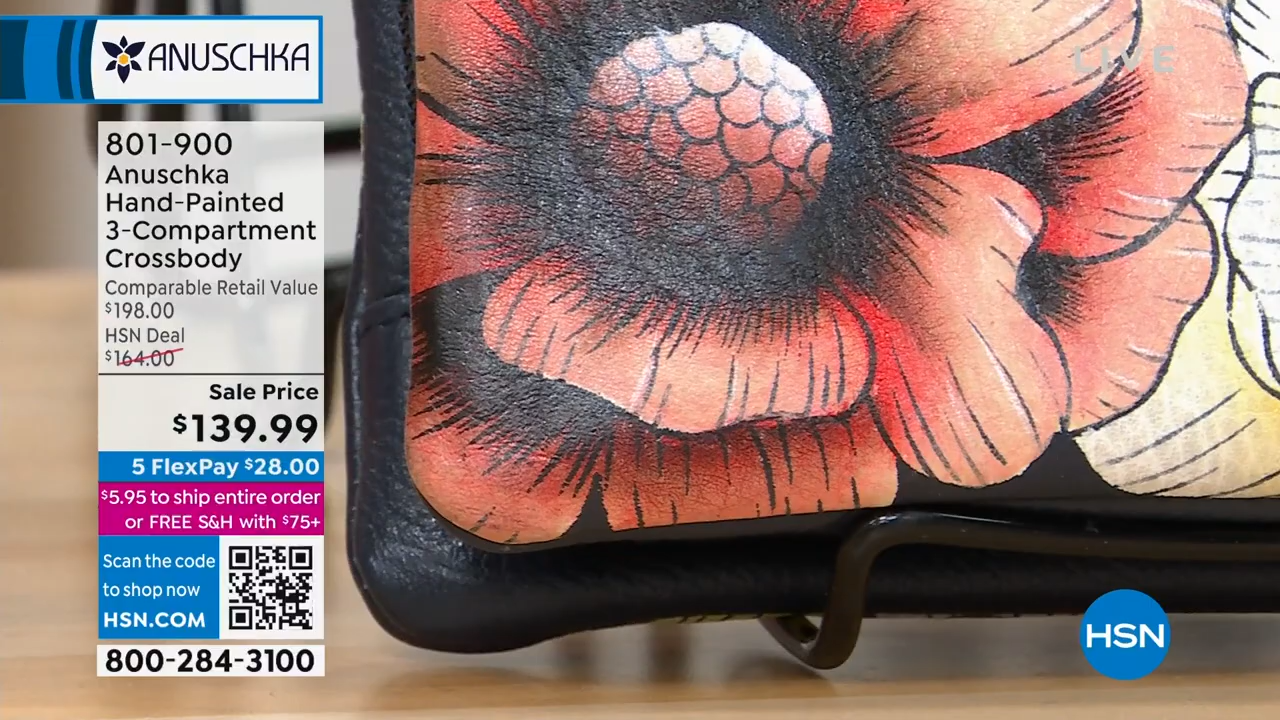 ANUSCHKA
LIVE
801-900
Anuschka
Hand-Painted
3-Compartment
Crossbody
Comparable Retail Value
$198.00
HSN Deal
$164.00
Sale Price
$139.99
5 FlexPay $28.00
$5.95 to ship entire order
or FREE S&H with $75+
Scan the code
to shop now
HSN.COM
800-284-3100
HSN